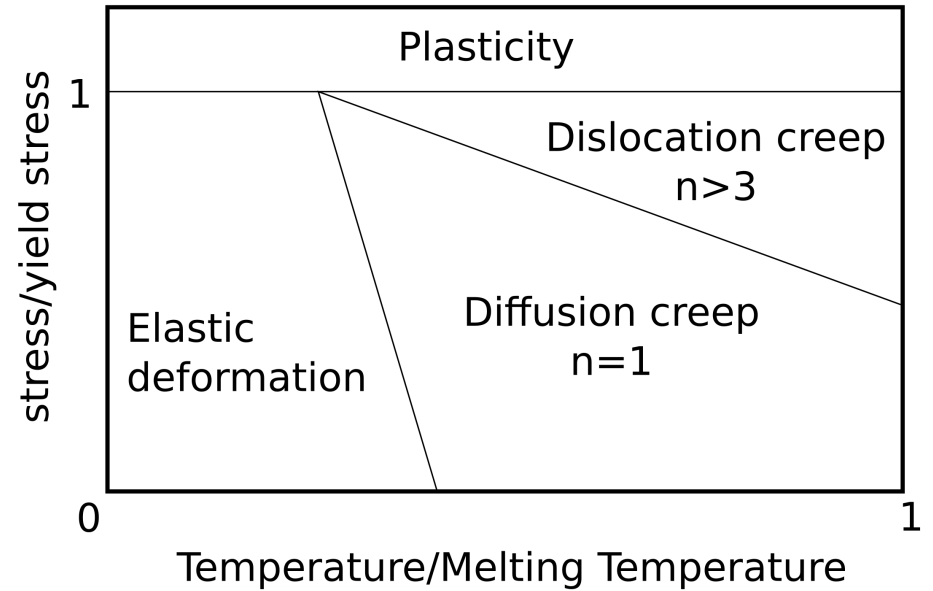 Plasticity
1
stress/yield stress
Dislocation creep
n>3
Diffusion creep
n=1
Elastic
deformation
0
1
Temperature/Melting Temperature